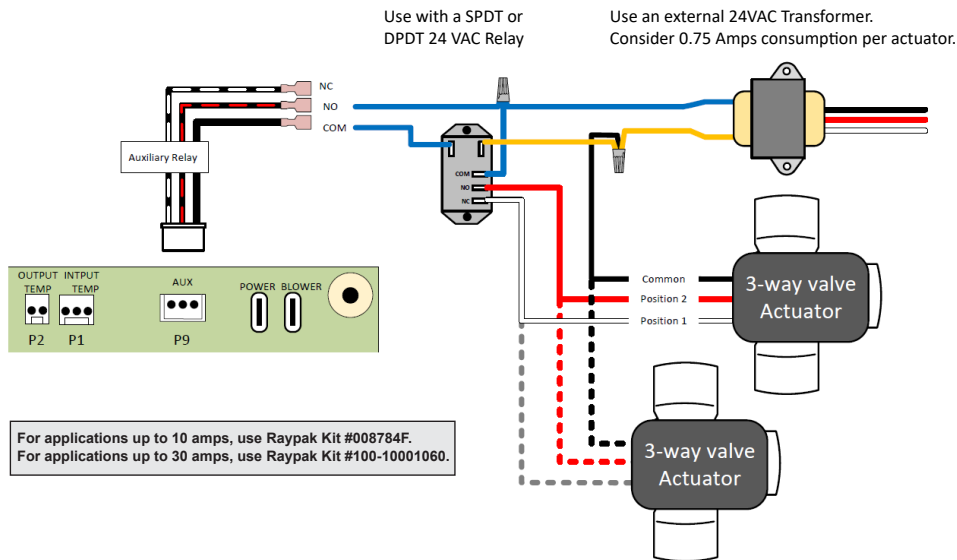 Use with a SPDT or
DPDT 24 VAC Relay
Use an external 24VAC Transformer.
Consider 0.75 Amps consumption per actuator.
NC
NO
COM
Auxiliary Relay
COM
NO
NC
OUTPUT
TEMP
INTPUT
TEMP
AUX
POWER
BLOWER
P2
P1
P9
Common
Position 2
Position 1
3-way valve
Actuator
For applications up to 10 amps, use Raypak Kit #008784F.
For applications up to 30 amps, use Raypak Kit #100-10001060.
3-way valve
Actuator